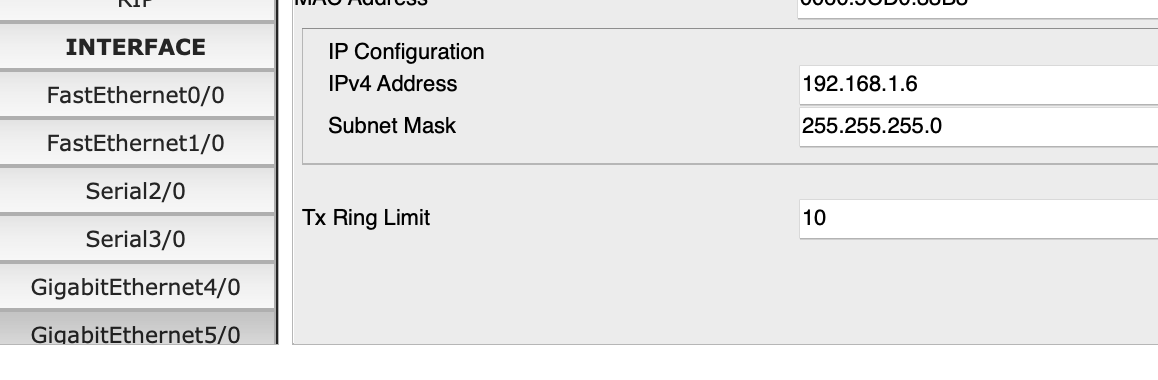 RIP
INTERFACE
FastEthernet0/0
FastEthernet1/0
Serial2/0
Serial3/0
GigabitEthernet4/0
GigabitEthernet5/0
MAC Address
IP Configuration
IPv4 Address
192.168.1.6
Subnet Mask
255.255.255.0
Tx Ring Limit
10